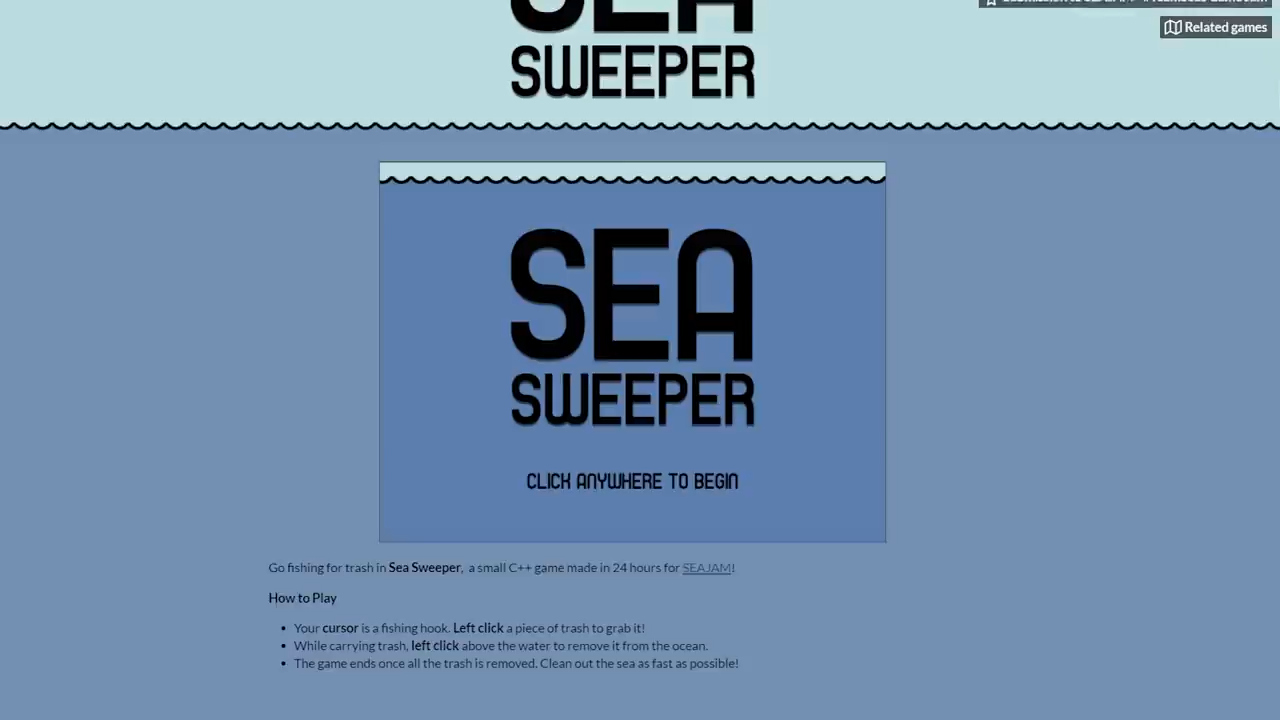 SEA
SWEEPER
Related games
SEA
SWEEPER
CLICK ANYWHERE TO BEGIN
Go fishing for trash in Sea Sweeper, a small C++ game made in 24 hours for SEAJAM!
How to Play
• Your cursor is a fishing hook. Left click a piece of trash to grab it!
• While carrying trash, left click above the water to remove it from the ocean.
• The game ends once all the trash is removed. Clean out the sea as fast as possible!